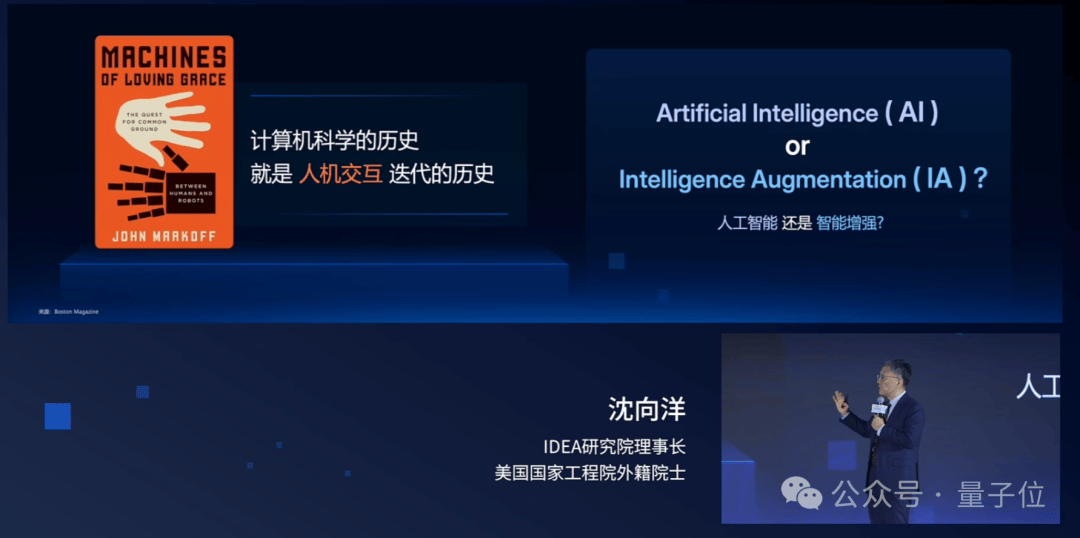 MACHINES
OF LOVING GRACE
THE QUEST
FOR COMMON
GROUND
BETWEEN
HUMANS AND
ROBOTS
JOHN MARKOFF
计算机科学的历史
就是 人机交互 迭代的历史
Artificial Intelligence ( AI )
or
Intelligence Augmentation ( IA ) ?
人工智能 还是 智能增强?
来源：Boston Magazine
沈向洋
IDEA研究院理事长
美国国家工程院外籍院士
人工
公众号 · 量子位